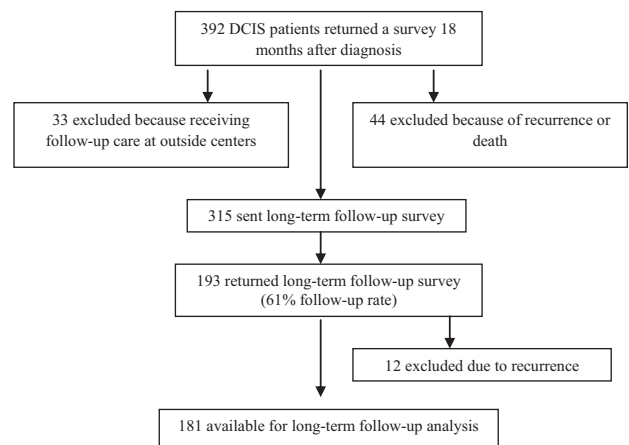 392 DCIS patients returned a survey 18
months after diagnosis
33 excluded because receiving
follow-up care at outside centers
44 excluded because of recurrence or
death
315 sent long-term follow-up survey
193 returned long-term follow-up survey
(61% follow-up rate)
12 excluded due to recurrence
181 available for long-term follow-up analysis